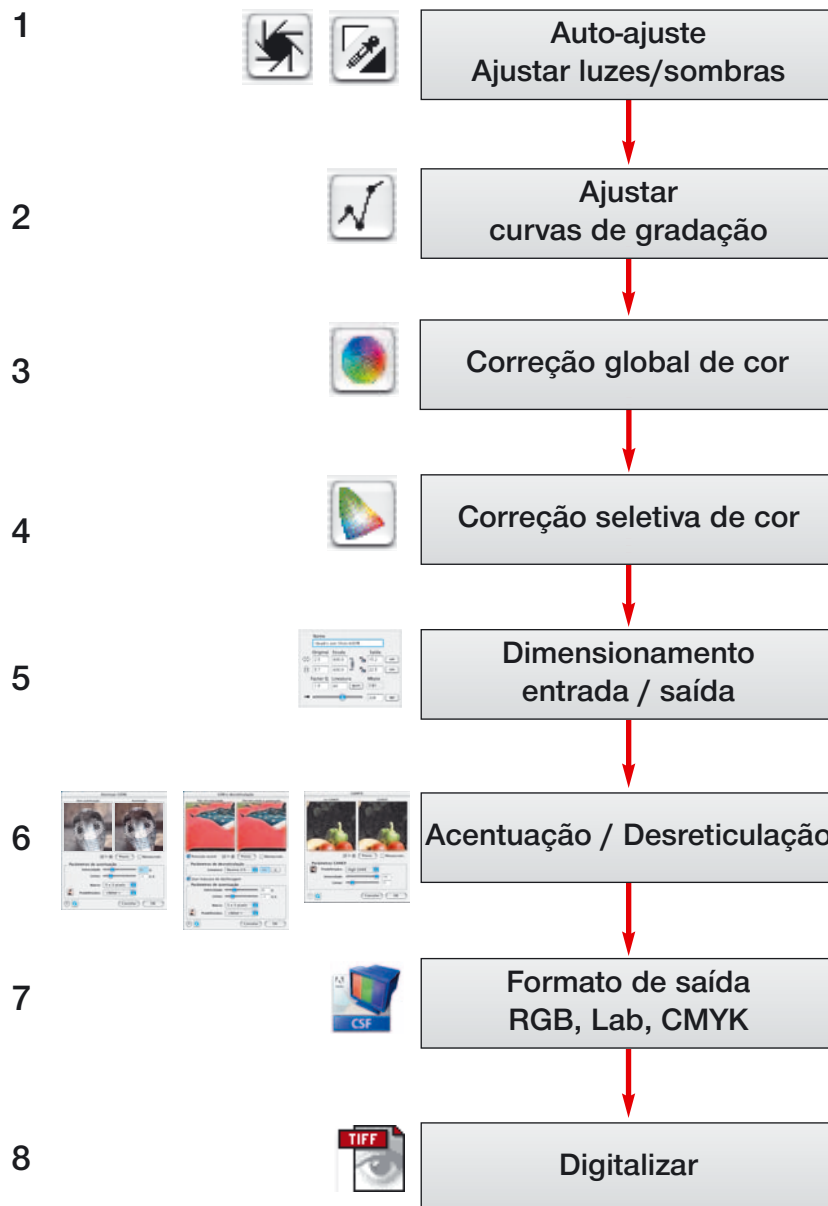 1
Auto-ajuste
Ajustar luzes/sombras
2
Ajustar
curvas de gradação
3
Correção global de cor
4
Correção seletiva de cor
5
Dimensionamento
entrada / saída
6
Acentuação / Desreticulação
7
CSF
Formato de saída
RGB, Lab, CMYK
8
TIFF
Digitalizar